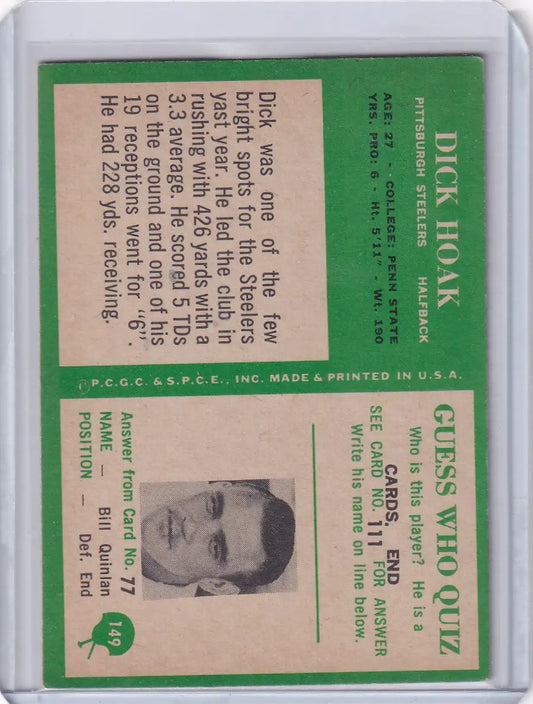 DICK HOAK
PITTSBURGH STEELERS HALFBACK
AGE: 27 - COLLEGE: PENN STATE
YRS. PRO: 6 - Ht. 5'11" - Wt. 190
Dick was one of the few
bright spots for the Steelers
yast year. He led the club in
rushing with 426 yards with a
3.3 average. He scored 5 TDs
on the ground and one of his
19 receptions went for "6".
He had 228 yds. receiving.
©P.C.G.C. & S.P.C.E., INC. MADE & PRINTED IN U.S.A.
GUESS WHO QUIZ
Who is this player? He is a
CARDS, END
SEE CARD NO. 111 FOR ANSWER
Write his name on line below.
Answer from Card No. 77
NAME — Bill Quinlan
POSITION — Def. End
149